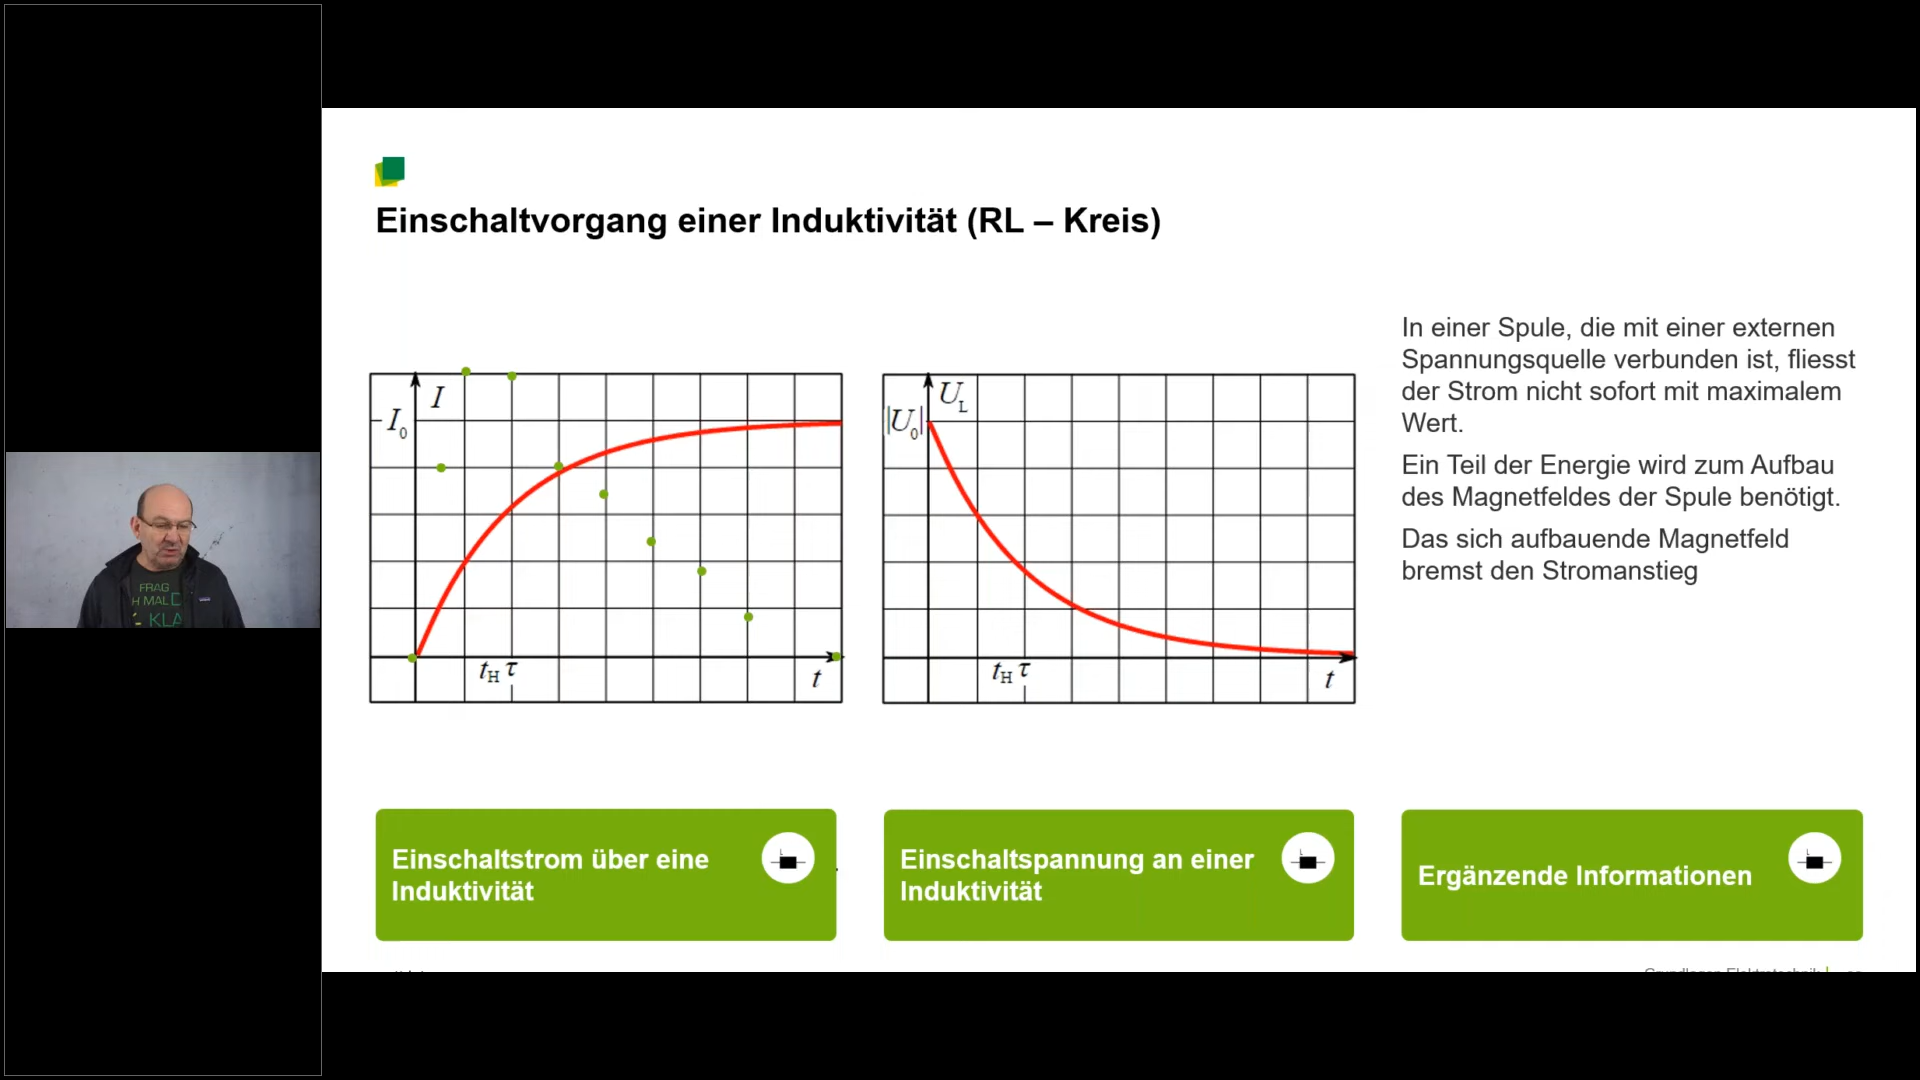 Einschaltvorgang einer Induktivität (RL – Kreis)
I
I0
tH τ
t
UL
|U0|
tH τ
t
In einer Spule, die mit einer externen
Spannungsquelle verbunden ist, fliesst
der Strom nicht sofort mit maximalem
Wert.
Ein Teil der Energie wird zum Aufbau
des Magnetfeldes der Spule benötigt.
Das sich aufbauende Magnetfeld
bremst den Stromanstieg
FRAG
H MAL D
KLA
Einschaltstrom über eine
Induktivität
Einschaltspannung an einer
Induktivität
Ergänzende Informationen
Grundlagen Elektrotechnik